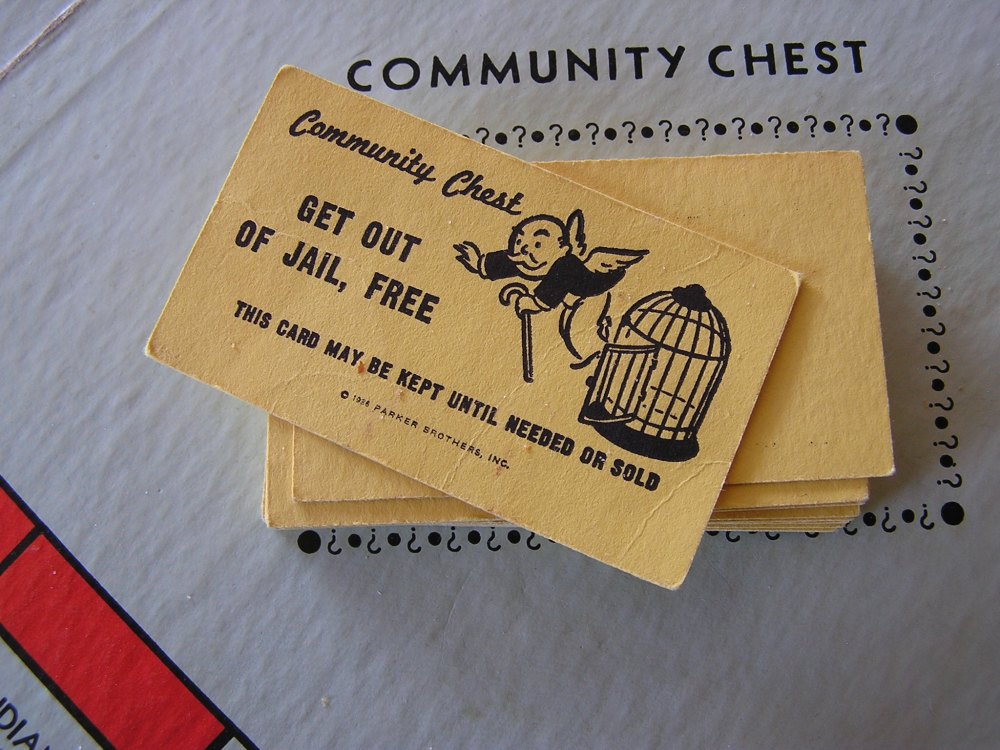 COMMUNITY CHEST
Community Chest
GET OUT
OF JAIL, FREE
THIS CARD MAY BE KEPT UNTIL NEEDED OR SOLD
© 1936 PARKER BROTHERS, INC.